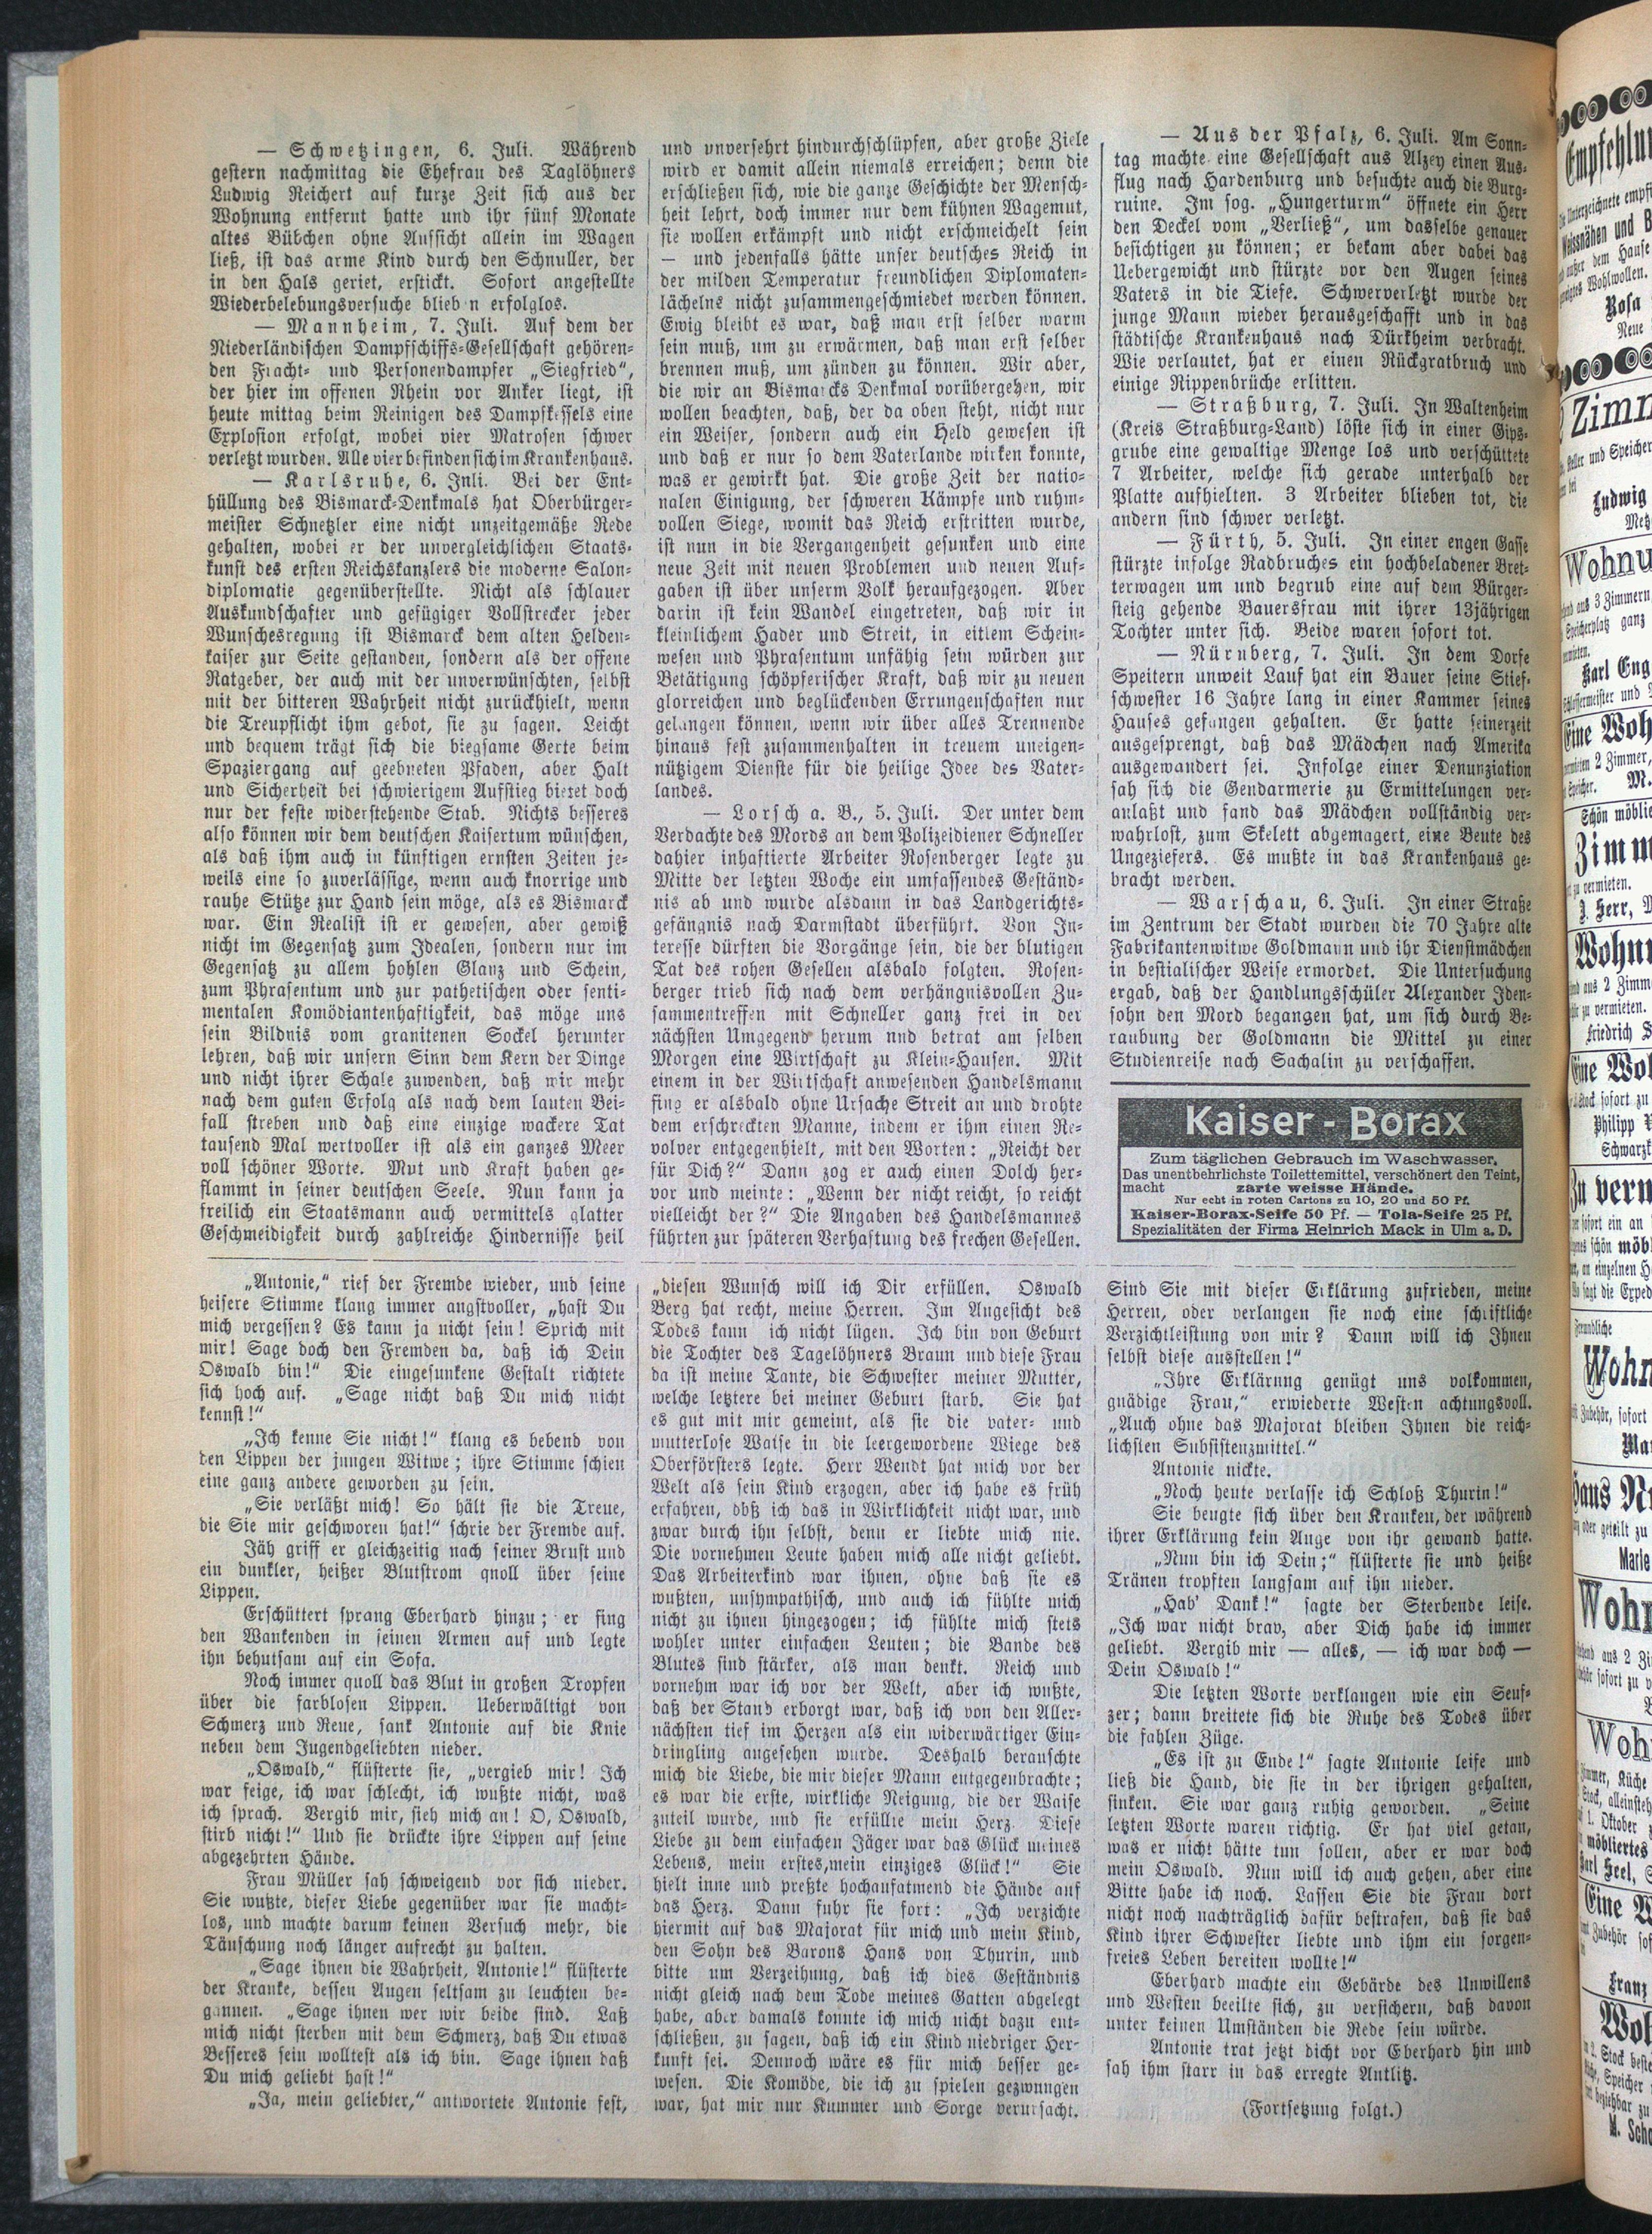 — Schwetzingen, 6. Juli. Während
gestern nachmittag die Ehefrau des Taglöhners
Ludwig Reichert auf kurze Zeit sich aus der
Wohnung entfernt hatte und ihr fünf Monate
altes Bübchen ohne Aufsicht allein im Wagen
ließ, ist das arme Kind durch den Schnuller, der
in den Hals geriet, erstickt. Sofort angestellte
Wiederbelebungsversuche blieb n erfolglos.
— Mannheim, 7. Juli. Auf dem der
Niederländischen Dampfschiffs-Gesellschaft gehören-
den Fracht- und Personendampfer „Siegfried",
der hier im offenen Rhein vor Anker liegt, ist
heute mittag beim Reinigen des Dampfkessels eine
Explosion erfolgt, wobei vier Matrosen schwer
verletzt wurden. Alle vier befinden sich im Krankenhaus.
— Karlsruhe, 6. Juli. Bei der Ent-
hüllung des Bismarck-Denkmals hat Oberbürger-
meister Schnetzler eine nicht unzeitgemäße Rede
gehalten, wobei er der unvergleichlichen Staats-
kunst des ersten Reichskanzlers die moderne Salon-
diplomatie gegenüberstellte. Nicht als schlauer
Auskundschafter und gefügiger Vollstrecker jeder
Wunschesregung ist Bismarck dem alten Helden-
kaiser zur Seite gestanden, sondern als der offene
Ratgeber, der auch mit der unverwünschten, selbst
mit der bitteren Wahrheit nicht zurückhielt, wenn
die Treupflicht ihm gebot, sie zu sagen. Leicht
und bequem trägt sich die biegsame Gerte beim
Spaziergang auf geebneten Pfaden, aber Halt
und Sicherheit bei schwierigem Aufstieg bietet doch
nur der feste widerstehende Stab. Nichts besseres
also können wir dem deutschen Kaisertum wünschen,
als daß ihm auch in künftigen ernsten Zeiten je-
weils eine so zuverlässige, wenn auch knorrige und
rauhe Stütze zur Hand sein möge, als es Bismarck
war. Ein Realist ist er gewesen, aber gewiß
nicht im Gegensatz zum Idealen, sondern nur im
Gegensatz zu allem hohlen Glanz und Schein,
zum Phrasentum und zur pathetischen oder senti-
mentalen Komödiantenhaftigkeit, das möge uns
sein Bildnis vom granitenen Sockel herunter
lehren, daß wir unsern Sinn dem Kern der Dinge
und nicht ihrer Schale zuwenden, daß wir mehr
nach dem guten Erfolg als nach dem lauten Bei-
fall streben und daß eine einzige wackere Tat
tausend Mal wertvoller ist als ein ganzes Meer
voll schöner Worte. Mut und Kraft haben ge-
flammt in seiner deutschen Seele. Nun kann ja
freilich ein Staatsmann auch vermittels glatter
Geschmeidigkeit durch zahlreiche Hindernisse heil
und unversehrt hindurchschlüpfen, aber große Ziele
wird er damit allein niemals erreichen; denn die
erschließen sich, wie die ganze Geschichte der Mensch-
heit lehrt, doch immer nur dem kühnen Wagemut,
sie wollen erkämpft und nicht erschmeichelt sein
— und jedenfalls hätte unser deutsches Reich in
der milden Temperatur freundlichen Diplomaten-
lächelns nicht zusammengeschmiedet werden können.
Ewig bleibt es war, daß man erst selber warm
sein muß, um zu erwärmen, daß man erst selber
brennen muß, um zünden zu können. Wir aber,
die wir an Bismarcks Denkmal vorübergehen, wir
wollen beachten, daß, der da oben steht, nicht nur
ein Weiser, sondern auch ein Held gewesen ist
und daß er nur so dem Vaterlande wirken konnte,
was er gewirkt hat. Die große Zeit der natio-
nalen Einigung, der schweren Kämpfe und ruhm-
vollen Siege, womit das Reich erstritten wurde,
ist nun in die Vergangenheit gesunken und eine
neue Zeit mit neuen Problemen und neuen Auf-
gaben ist über unserm Volk heraufgezogen. Aber
darin ist kein Wandel eingetreten, daß wir in
kleinlichem Hader und Streit, in eitlem Schein-
wesen und Phrasentum unfähig sein würden zur
Betätigung schöpferischer Kraft, daß wir zu neuen
glorreichen und beglückenden Errungenschaften nur
gelangen können, wenn wir über alles Trennende
hinaus fest zusammenhalten in treuem uneigen-
nützigem Dienste für die heilige Idee des Vater-
landes.
— Lorsch a. B., 5. Juli. Der unter dem
Verdachte des Mords an dem Polizeidiener Schneller
dahier inhaftierte Arbeiter Rosenberger legte zu
Mitte der letzten Woche ein umfassendes Geständ-
nis ab und wurde alsdann in das Landgerichts-
gefängnis nach Darmstadt überführt. Von In-
teresse dürften die Vorgänge sein, die der blutigen
Tat des rohen Gesellen alsbald folgten. Rosen-
berger trieb sich nach dem verhängnisvollen Zu-
sammentreffen mit Schneller ganz frei in der
nächsten Umgegend herum nnd betrat am selben
Morgen eine Wirtschaft zu Klein-Hausen. Mit
einem in der Wirtschaft anwesenden Handelsmann
fing er alsbald ohne Ursache Streit an und drohte
dem erschreckten Manne, indem er ihm einen Re-
volver entgegenhielt, mit den Worten: „Reicht der
für Dich?" Dann zog er auch einen Dolch her-
vor und meinte: „Wenn der nicht reicht, so reicht
vielleicht der?" Die Angaben des Handelsmannes
führten zur späteren Verhaftung des frechen Gesellen.
— Aus der Pfalz, 6. Juli. Am Sonn-
tag machte eine Gesellschaft aus Alzey einen Aus-
flug nach Hardenburg und besuchte auch die Burg-
ruine. Im sog. „Hungerturm" öffnete ein Herr
den Deckel vom „Verließ", um dasselbe genauer
besichtigen zu können; er bekam aber dabei das
Uebergewicht und stürzte vor den Augen seines
Vaters in die Tiefe. Schwerverletzt wurde der
junge Mann wieder herausgeschafft und in das
städtische Krankenhaus nach Dürkheim verbracht.
Wie verlautet, hat er einen Rückgratbruch und
einige Rippenbrüche erlitten.
— Straßburg, 7. Juli. In Waltenheim
(Kreis Straßburg-Land) löste sich in einer Gips-
grube eine gewaltige Menge los und verschüttete
7 Arbeiter, welche sich gerade unterhalb der
Platte aufhielten. 3 Arbeiter blieben tot, die
andern sind schwer verletzt.
— Fürth, 5. Juli. In einer engen Gasse
stürzte infolge Radbruches ein hochbeladener Bret-
terwagen um und begrub eine auf dem Bürger-
steig gehende Bauersfrau mit ihrer 13jährigen
Tochter unter sich. Beide waren sofort tot.
— Nürnberg, 7. Juli. In dem Dorfe
Speitern unweit Lauf hat ein Bauer seine Stief-
schwester 16 Jahre lang in einer Kammer seines
Hauses gefangen gehalten. Er hatte seinerzeit
ausgesprengt, daß das Mädchen nach Amerika
ausgewandert sei. Infolge einer Denunziation
sah sich die Gendarmerie zu Ermittelungen ver-
anlaßt und fand das Mädchen vollständig ver-
wahrlost, zum Skelett abgemagert, eine Beute des
Ungeziefers. Es mußte in das Krankenhaus ge-
bracht werden.
— Warschau, 6. Juli. In einer Straße
im Zentrum der Stadt wurden die 70 Jahre alte
Fabrikantenwitwe Goldmann und ihr Dienstmädchen
in bestialischer Weise ermordet. Die Untersuchung
ergab, daß der Handlungsschüler Alexander Iden-
sohn den Mord begangen hat, um sich durch Be-
raubung der Goldmann die Mittel zu einer
Studienreise nach Sachalin zu verschaffen.
Kaiser-Borax
Zum täglichen Gebrauch im Waschwasser.
Das unentbehrlichste Toilettemittel, verschönert den Teint,
macht zarte weisse Hände.
Nur echt in roten Cartons zu 10, 20 und 50 Pf.
Kaiser-Borax-Seife 50 Pf. — Tola-Seife 25 Pf.
Spezialitäten der Firma Heinrich Mack in Ulm a. D.
„Antonie," rief der Fremde wieder, und seine
heisere Stimme klang immer angstvoller, „hast Du
mich vergessen? Es kann ja nicht sein! Sprich mit
mir! Sage doch den Fremden da, daß ich Dein
Oswald bin!" Die eingesunkene Gestalt richtete
sich hoch auf. „Sage nicht daß Du mich nicht
kennst!"
„Ich kenne Sie nicht!" klang es bebend von
den Lippen der jungen Witwe; ihre Stimme schien
eine ganz andere geworden zu sein.
„Sie verläßt mich! So hält sie die Treue,
die Sie mir geschworen hat!" schrie der Fremde auf.
Jäh griff er gleichzeitig nach seiner Brust und
ein dunkler, heißer Blutstrom quoll über seine
Lippen.
Erschüttert sprang Eberhard hinzu; er fing
den Wankenden in seinen Armen auf und legte
ihn behutsam auf ein Sofa.
Noch immer quoll das Blut in großen Tropfen
über die farblosen Lippen. Ueberwältigt von
Schmerz und Reue, sank Antonie auf die Knie
neben dem Jugendgeliebten nieder.
„Oswald," flüsterte sie, „vergieb mir! Ich
war feige, ich war schlecht, ich wußte nicht, was
ich sprach. Vergib mir, sieh mich an! O, Oswald,
stirb nicht!" Und sie drückte ihre Lippen auf seine
abgezehrten Hände.
Frau Müller sah schweigend vor sich nieder.
Sie wußte, dieser Liebe gegenüber war sie macht-
los, und machte darum keinen Versuch mehr, die
Täuschung noch länger aufrecht zu halten.
„Sage ihnen die Wahrheit, Antonie!" flüsterte
der Kranke, dessen Augen seltsam zu leuchten be-
gannen. „Sage ihnen wer wir beide sind. Laß
mich nicht sterben mit dem Schmerz, daß Du etwas
Besseres sein wolltest als ich bin. Sage ihnen daß
Du mich geliebt hast!"
„Ja, mein geliebter," antwortete Antonie fest,
„diesen Wunsch will ich Dir erfüllen. Oswald
Berg hat recht, meine Herren. Im Angesicht des
Todes kann ich nicht lügen. Ich bin von Geburt
die Tochter des Tagelöhners Braun und diese Frau
da ist meine Tante, die Schwester meiner Mutter,
welche letztere bei meiner Geburt starb. Sie hat
es gut mit mir gemeint, als sie die vater- und
mutterlose Waise in die leergewordene Wiege des
Oberförsters legte. Herr Wendt hat mich vor der
Welt als sein Kind erzogen, aber ich habe es früh
erfahren, dbß ich das in Wirklichkeit nicht war, und
zwar durch ihn selbst, denn er liebte mich nie.
Die vornehmen Leute haben mich alle nicht geliebt.
Das Arbeiterkind war ihnen, ohne daß sie es
wußten, unsympathisch, und auch ich fühlte mich
nicht zu ihnen hingezogen; ich fühlte mich stets
wohler unter einfachen Leuten; die Bande des
Blutes sind stärker, als man denkt. Reich und
vornehm war ich vor der Welt, aber ich wußte,
daß der Stand erborgt war, daß ich von den Aller-
nächsten tief im Herzen als ein widerwärtiger Ein-
dringling angesehen wurde. Deshalb berauschte
mich die Liebe, die mir dieser Mann entgegenbrachte;
es war die erste, wirkliche Neigung, die der Waise
zuteil wurde, und sie erfüllte mein Herz. Diese
Liebe zu dem einfachen Jäger war das Glück meines
Lebens, mein erstes, mein einziges Glück!" Sie
hielt inne und preßte hochaufatmend die Hände auf
das Herz. Dann fuhr sie fort: „Ich verzichte
hiermit auf das Majorat für mich und mein Kind,
den Sohn des Barons Hans von Thurin, und
bitte um Verzeihung, daß ich dies Geständnis
nicht gleich nach dem Tode meines Gatten abgelegt
habe, aber damals konnte ich mich nicht dazu ent-
schließen, zu sagen, daß ich ein Kind niedriger Her-
kunft sei. Dennoch wäre es für mich besser ge-
wesen. Die Komöde, die ich zu spielen gezwungen
war, hat mir nur Kummer und Sorge verursacht.
Sind Sie mit dieser Erklärung zufrieden, meine
Herren, oder verlangen sie noch eine schriftliche
Verzichtleistung von mir? Dann will ich Ihnen
selbst diese ausstellen!"
„Ihre Erklärung genügt uns volkommen,
gnädige Frau," erwiederte Westen achtungsvoll.
„Auch ohne das Majorat bleiben Ihnen die reich-
lichsten Subsistenzmittel."
Antonie nickte.
„Noch heute verlasse ich Schloß Thurin!"
Sie beugte sich über den Kranken, der während
ihrer Erklärung kein Auge von ihr gewand hatte.
„Nun bin ich Dein;" flüsterte sie und heiße
Tränen tropften langsam auf ihn nieder.
„Hab' Dank!" sagte der Sterbende leise.
„Ich war nicht brav, aber Dich habe ich immer
geliebt. Vergib mir — alles, — ich war doch —
Dein Oswald!"
Die letzten Worte verklangen wie ein Seuf-
zer; dann breitete sich die Ruhe des Todes über
die fahlen Züge.
„Es ist zu Ende!" sagte Antonie leise und
ließ die Hand, die sie in der ihrigen gehalten,
sinken. Sie war ganz ruhig geworden. „Seine
letzten Worte waren richtig. Er hat viel getan,
was er nicht hätte tun sollen, aber er war doch
mein Oswald. Nun will ich auch gehen, aber eine
Bitte habe ich noch. Lassen Sie die Frau dort
nicht noch nachträglich dafür bestrafen, daß sie das
Kind ihrer Schwester liebte und ihm ein sorgen-
freies Leben bereiten wollte!"
Eberhard machte ein Gebärde des Unwillens
und Westen beeilte sich, zu versichern, daß davon
unter keinen Umständen die Rede sein würde.
Antonie trat jetzt dicht vor Eberhard hin und
sah ihm starr in das erregte Antlitz.
(Fortsetzung folgt.)